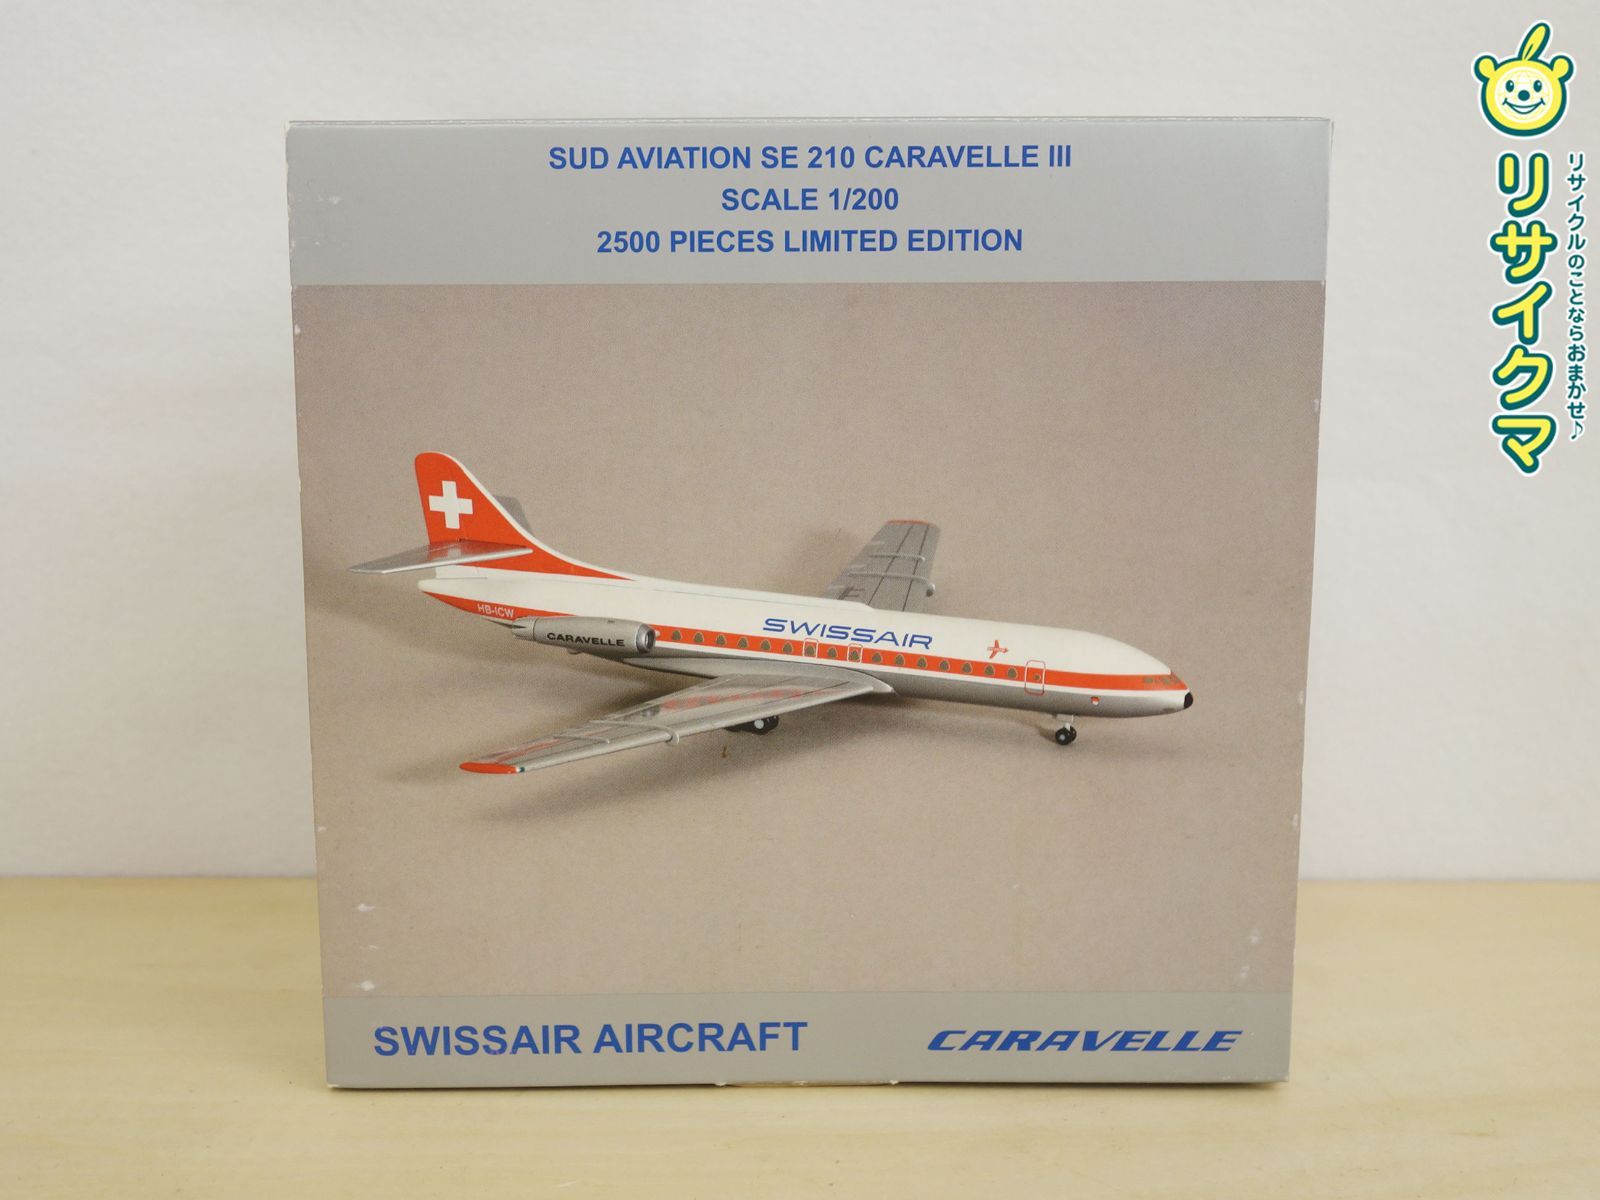 SUD AVIATION SE 210 CARAVELLE III
SCALE 1/200
2500 PIECES LIMITED EDITION
HB-ICW
CARAVELLE
SWISSAIR
SWISSAIR AIRCRAFT
CARAVELLE
リサイクルのことならおまかせ♪
リサイクマ